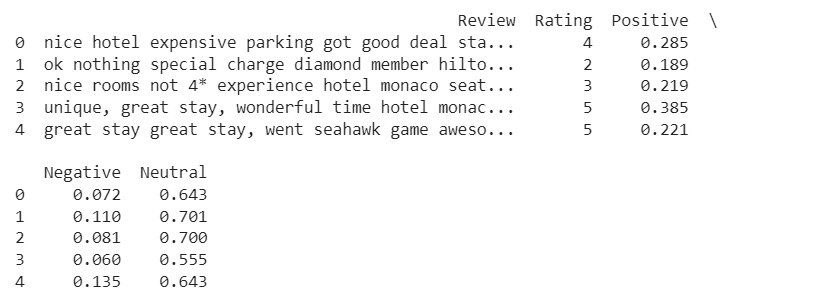 Review Rating Positive \
0 nice hotel expensive parking got good deal sta... 4 0.285
1 ok nothing special charge diamond member hilto... 2 0.189
2 nice rooms not 4* experience hotel monaco seat... 3 0.219
3 unique, great stay, wonderful time hotel monac... 5 0.385
4 great stay great stay, went seahawk game aweso... 5 0.221
Negative Neutral
0 0.072 0.643
1 0.110 0.701
2 0.081 0.700
3 0.060 0.555
4 0.135 0.643